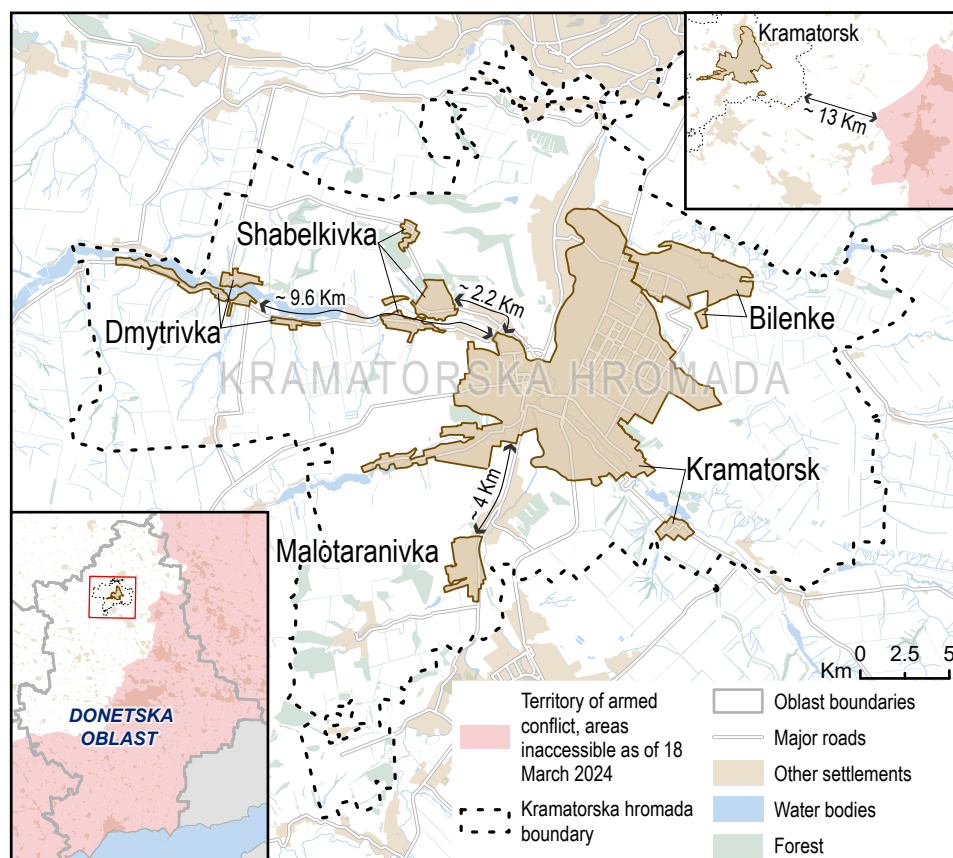 Kramatorsk
~ 13 Km
Shabelkivka
~ 9.6 Km
~ 2.2 Km
Dmytrivka
Bilenke
KRAMATORSKA HROMADA
Kramatorsk
~ 4 Km
Malotaranivka
DONETSKA
OBLAST
0 2.5 5
Km
Territory of armed
conflict, areas
inaccessible as of 18
March 2024
Kramatorska hromada
boundary
Oblast boundaries
Major roads
Other settlements
Water bodies
Forest